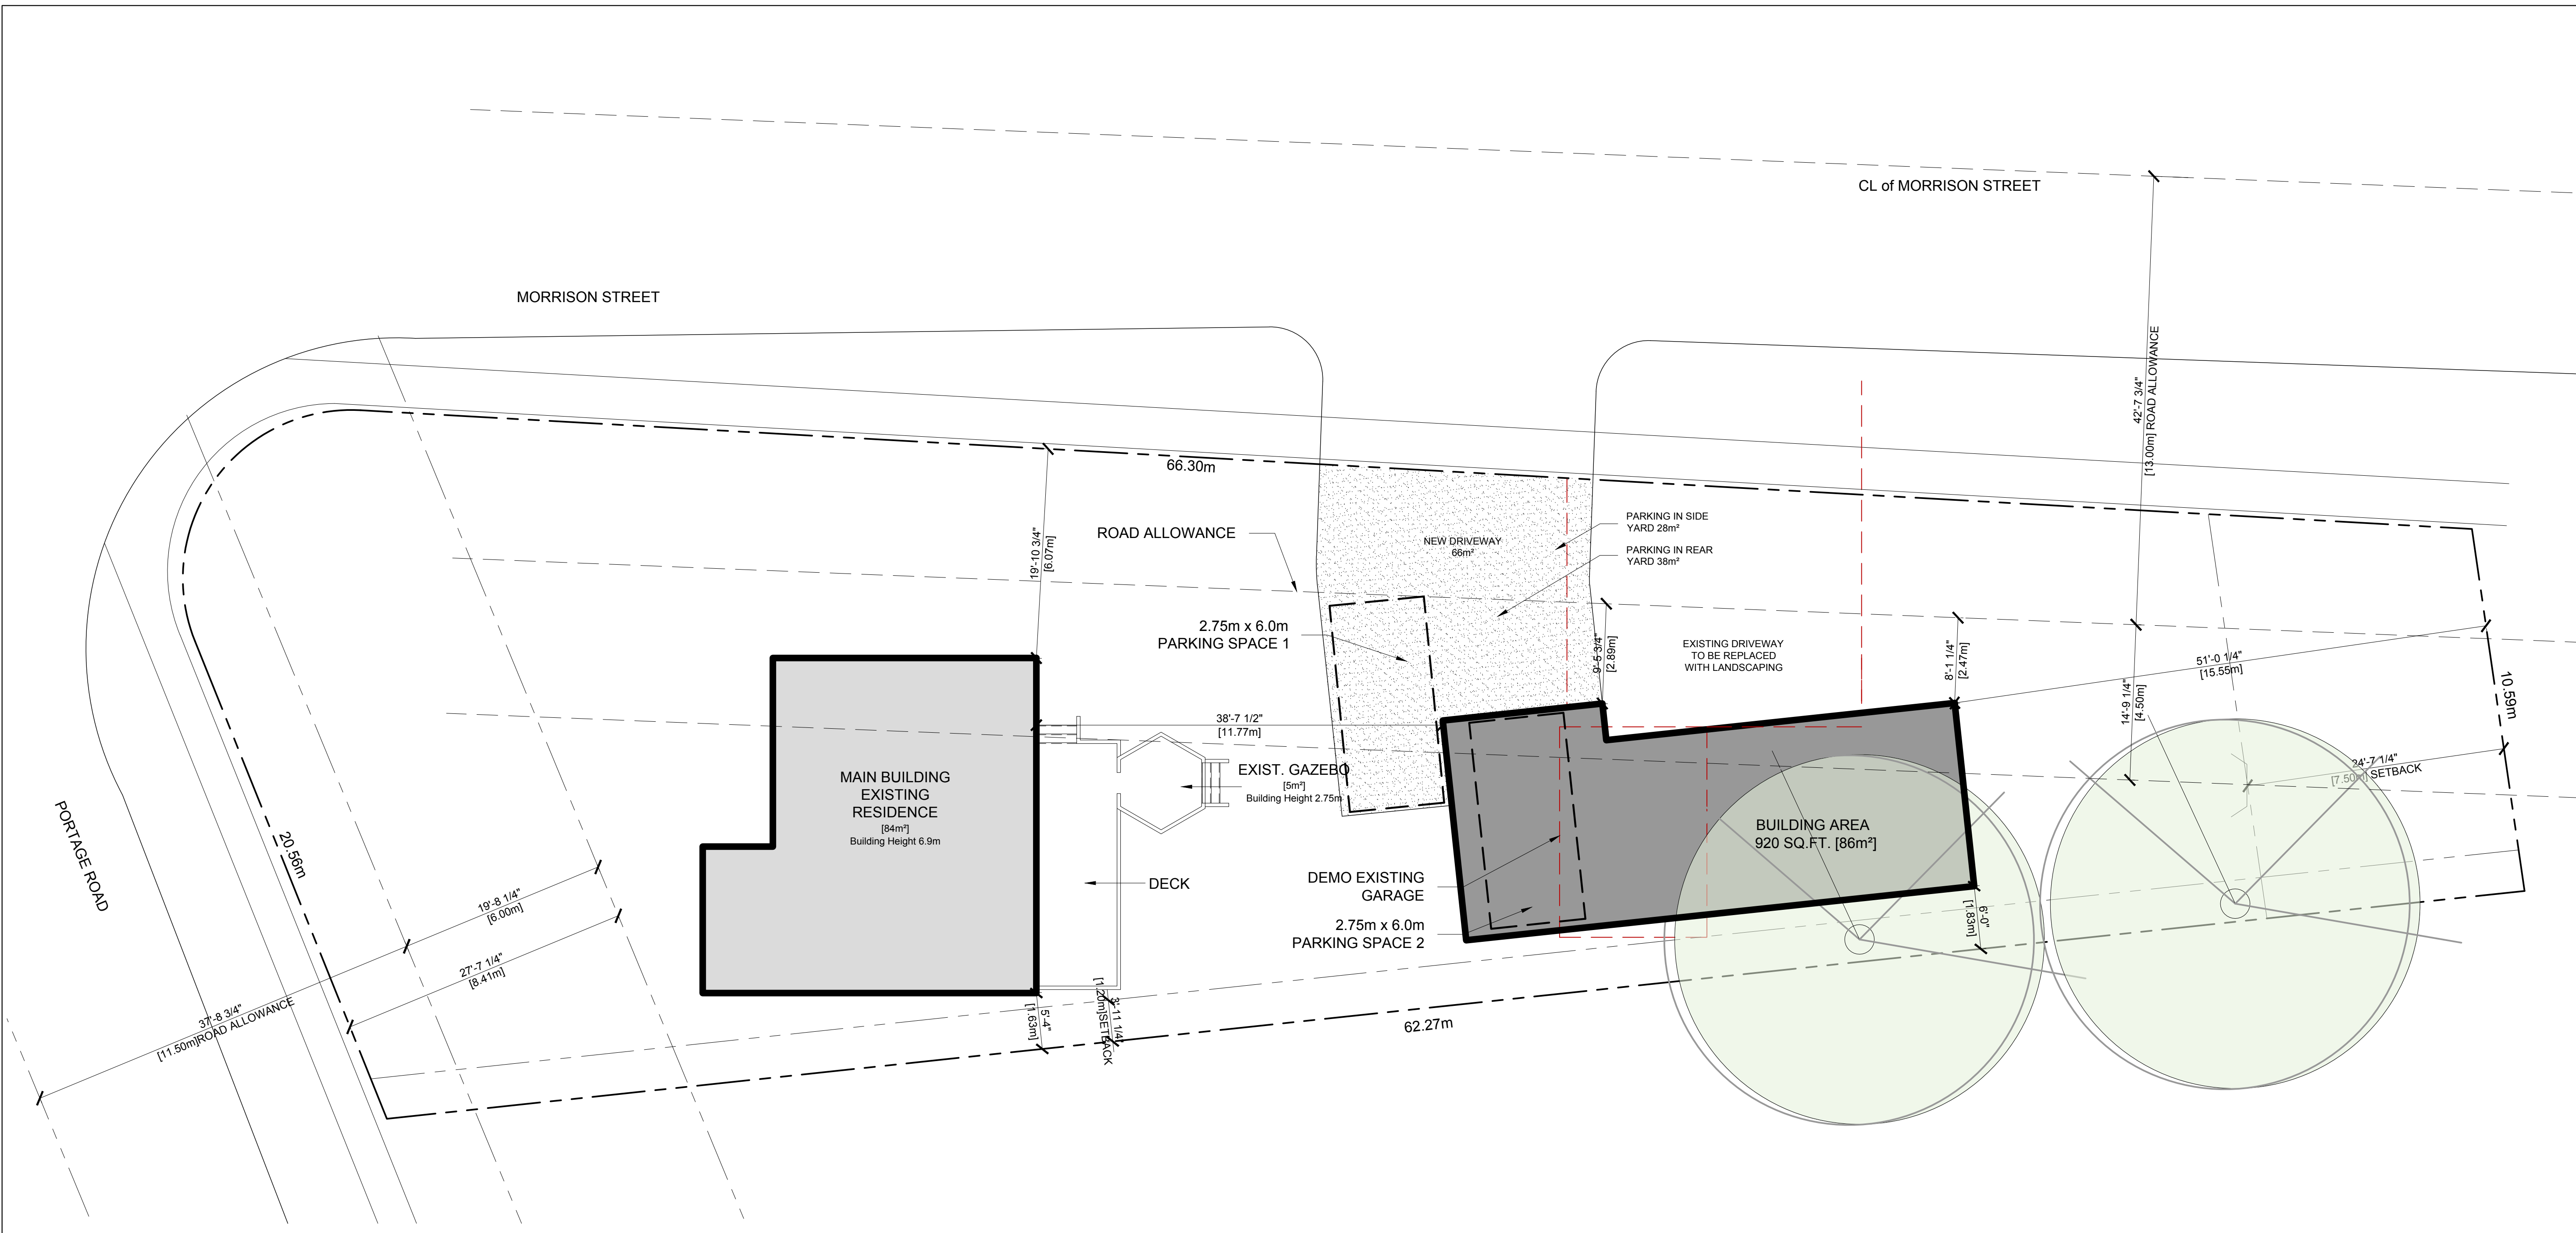 CL of MORRISON STREET
MORRISON STREET
42'-7 3/4"
[13.00m] ROAD ALLOWANCE
66.30m
ROAD ALLOWANCE
19'-10 3/4"
[6.07m]
NEW DRIVEWAY
66m²
PARKING IN SIDE
YARD 28m²
PARKING IN REAR
YARD 38m²
2.75m x 6.0m
PARKING SPACE 1
EXISTING DRIVEWAY
TO BE REPLACED
WITH LANDSCAPING
9'-5 3/4"
[2.89m]
8'-1 1/4"
[2.47m]
51'-0 1/4"
[15.55m]
14'-9 1/4"
[4.50m]
10.59m
38'-7 1/2"
[11.77m]
24'-7 1/4"
[7.50m] SETBACK
EXIST. GAZEBO
[5m²]
Building Height 2.75m
MAIN BUILDING
EXISTING
RESIDENCE
[84m²]
Building Height 6.9m
BUILDING AREA
920 SQ.FT. [86m²]
PORTAGE ROAD
20.56m
DECK
DEMO EXISTING
GARAGE
2.75m x 6.0m
PARKING SPACE 2
19'-8 1/4"
[6.00m]
27'-7 1/4"
[8.41m]
37'-8 3/4"
[11.50m]ROAD ALLOWANCE
5'-4"
[1.63m]
3'-11 1/4"
[1.20m]SETBACK
6'-0"
[1.83m]
62.27m